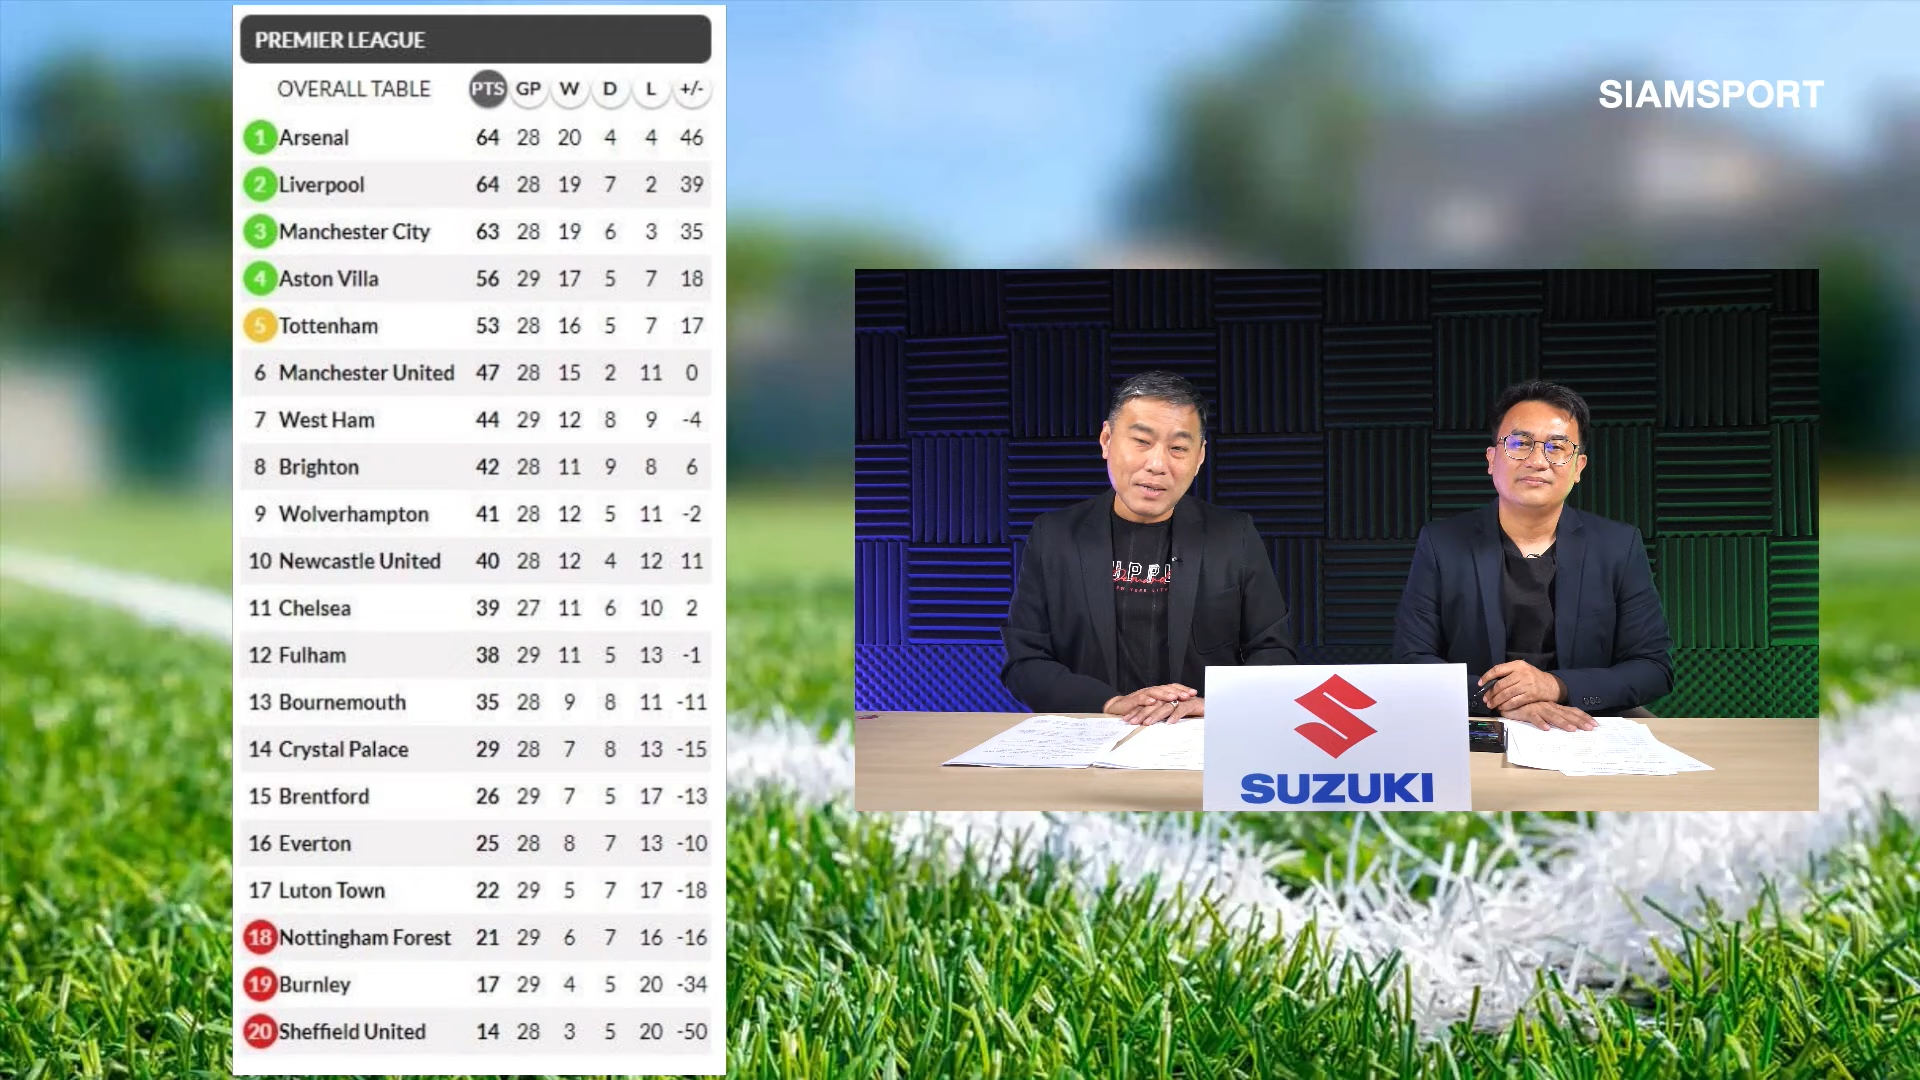 PREMIER LEAGUE
OVERALL TABLE PTS GP W D L +/-
1 Arsenal 64 28 20 4 4 46
2 Liverpool 64 28 19 7 2 39
3 Manchester City 63 28 19 6 3 35
4 Aston Villa 56 29 17 5 7 18
5 Tottenham 53 28 16 5 7 17
6 Manchester United 47 28 15 2 11 0
7 West Ham 44 29 12 8 9 -4
8 Brighton 42 28 11 9 8 6
9 Wolverhampton 41 28 12 5 11 -2
10 Newcastle United 40 28 12 4 12 11
11 Chelsea 39 27 11 6 10 2
12 Fulham 38 29 11 5 13 -1
13 Bournemouth 35 28 9 8 11 -11
14 Crystal Palace 29 28 7 8 13 -15
15 Brentford 26 29 7 5 17 -13
16 Everton 25 28 8 7 13 -10
17 Luton Town 22 29 5 7 17 -18
18 Nottingham Forest 21 29 6 7 16 -16
19 Burnley 17 29 4 5 20 -34
20 Sheffield United 14 28 3 5 20 -50
SIAMSPORT
SUZUKI